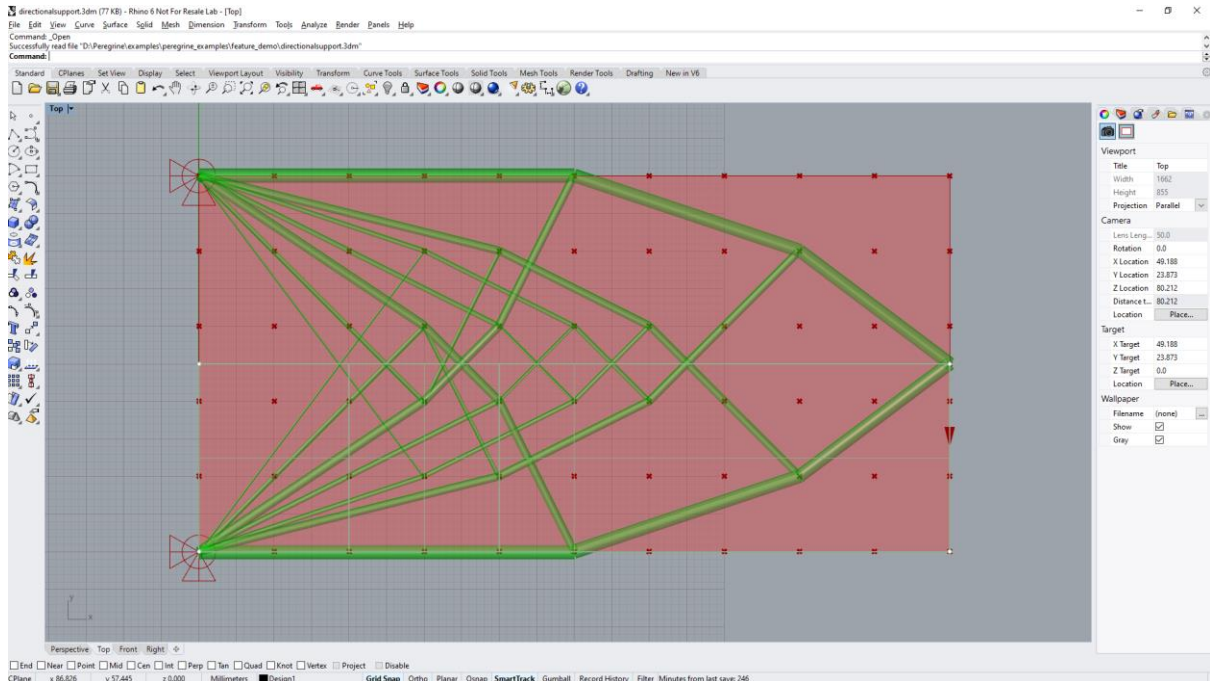 directionalsupport.3dm (77 KB) - Rhino 6 Not For Resale Lab - [Top]
File Edit View Curve Surface Solid Mesh Dimension Transform Tools Analyze Render Panels Help
Command: _Open
Successfully read file "D:\Peregrine\examples\peregrine_examples\feature_demo\directionalsupport.3dm"
Command:
Standard CPlanes Set View Display Select Viewport Layout Visibility Transform Curve Tools Surface Tools Solid Tools Mesh Tools Render Tools Drafting New in V6
Top
Viewport
Title Top
Width 1662
Height 855
Projection Parallel
Camera
Lens Leng... 50.0
Rotation 0.0
X Location 49.188
Y Location 23.873
Z Location 80.212
Distance t... 80.212
Location Place...
Target
X Target 49.188
Y Target 23.873
Z Target 0.0
Location Place...
Wallpaper
Filename (none) ...
Show
Gray
y
x
Perspective Top Front Right
End Near Point Mid Cen Int Perp Tan Quad Knot Vertex Project Disable
CPlane x 86.826 y 57.445 z 0.000 Millimeters Design1 Grid Snap Ortho Planar Osnap SmartTrack Gumball Record History Filter Minutes from last save: 246